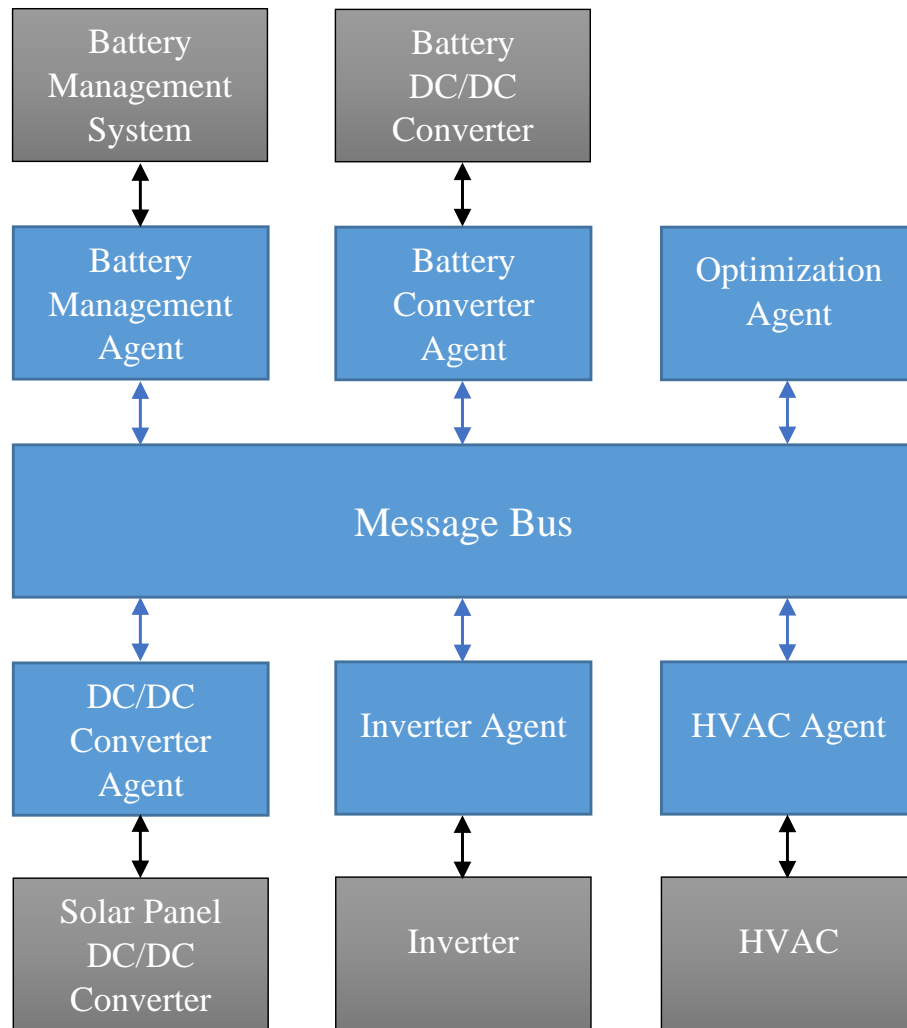 Battery
Management
System
Battery
DC/DC
Converter
Battery
Management
Agent
Battery
Converter
Agent
Optimization
Agent
Message Bus
DC/DC
Converter
Agent
Inverter Agent
HVAC Agent
Solar Panel
DC/DC
Converter
Inverter
HVAC